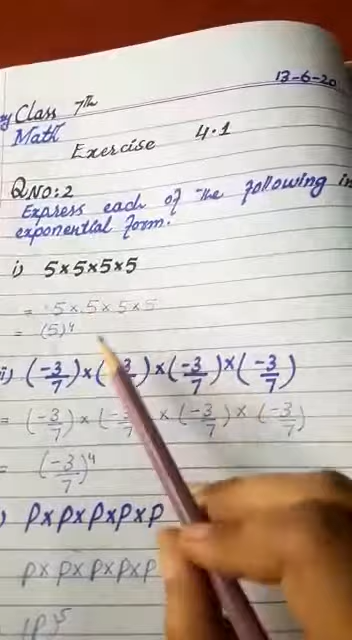 13-6-20
Class 7th
Math
Exercise 4.1
Q NO: 2
Express each of the following in
exponential form.
i) 5×5×5×5
= 5×5×5×5
= (5)⁴
ii) (-3/7)×(-3/7)×(-3/7)×(-3/7)
= (-3/7)×(-3/7)×(-3/7)×(-3/7)
= (-3/7)⁴
) P×P×P×P×P
P×P×P×P×P
(P)⁵